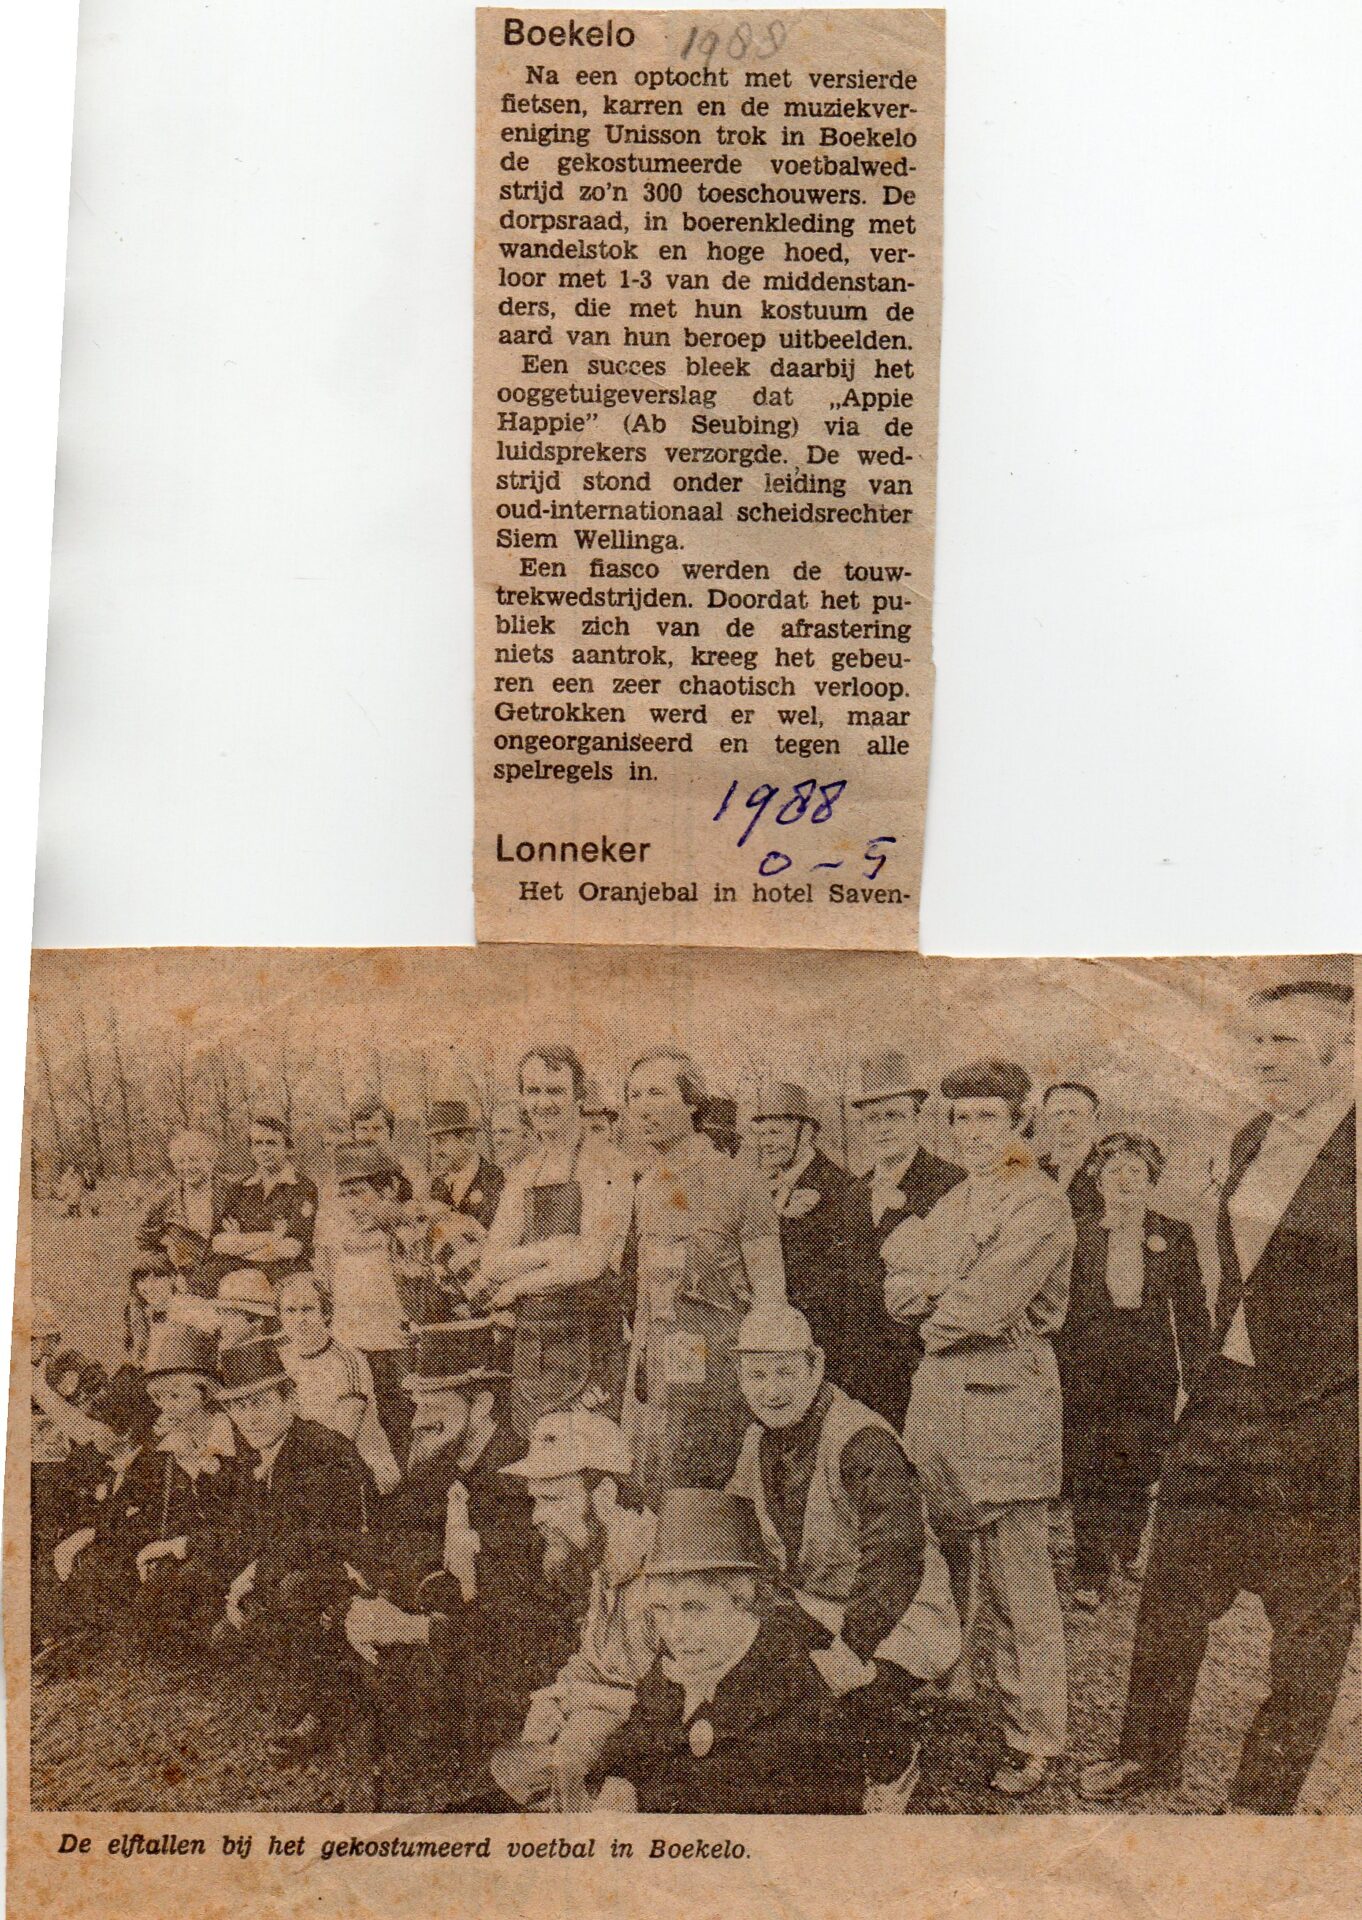 Boekelo 1988
Na een optocht met versierde
fietsen, karren en de muziekver-
eniging Unisson trok in Boekelo
de gekostumeerde voetbalwed-
strijd zo'n 300 toeschouwers. De
dorpsraad, in boerenkleding met
wandelstok en hoge hoed, ver-
loor met 1-3 van de middenstan-
ders, die met hun kostuum de
aard van hun beroep uitbeelden.
Een succes bleek daarbij het
ooggetuigeverslag dat „Appie
Happie” (Ab Seubing) via de
luidsprekers verzorgde. De wed-
strijd stond onder leiding van
oud-internationaal scheidsrechter
Siem Wellinga.
Een fiasco werden de touw-
trekwedstrijden. Doordat het pu-
bliek zich van de afrastering
niets aantrok, kreeg het gebeu-
ren een zeer chaotisch verloop.
Getrokken werd er wel, maar
ongeorganiseerd en tegen alle
spelregels in.
1988
Lonneker 0-5
Het Oranjebal in hotel Saven-
De elftallen bij het gekostumeerd voetbal in Boekelo.